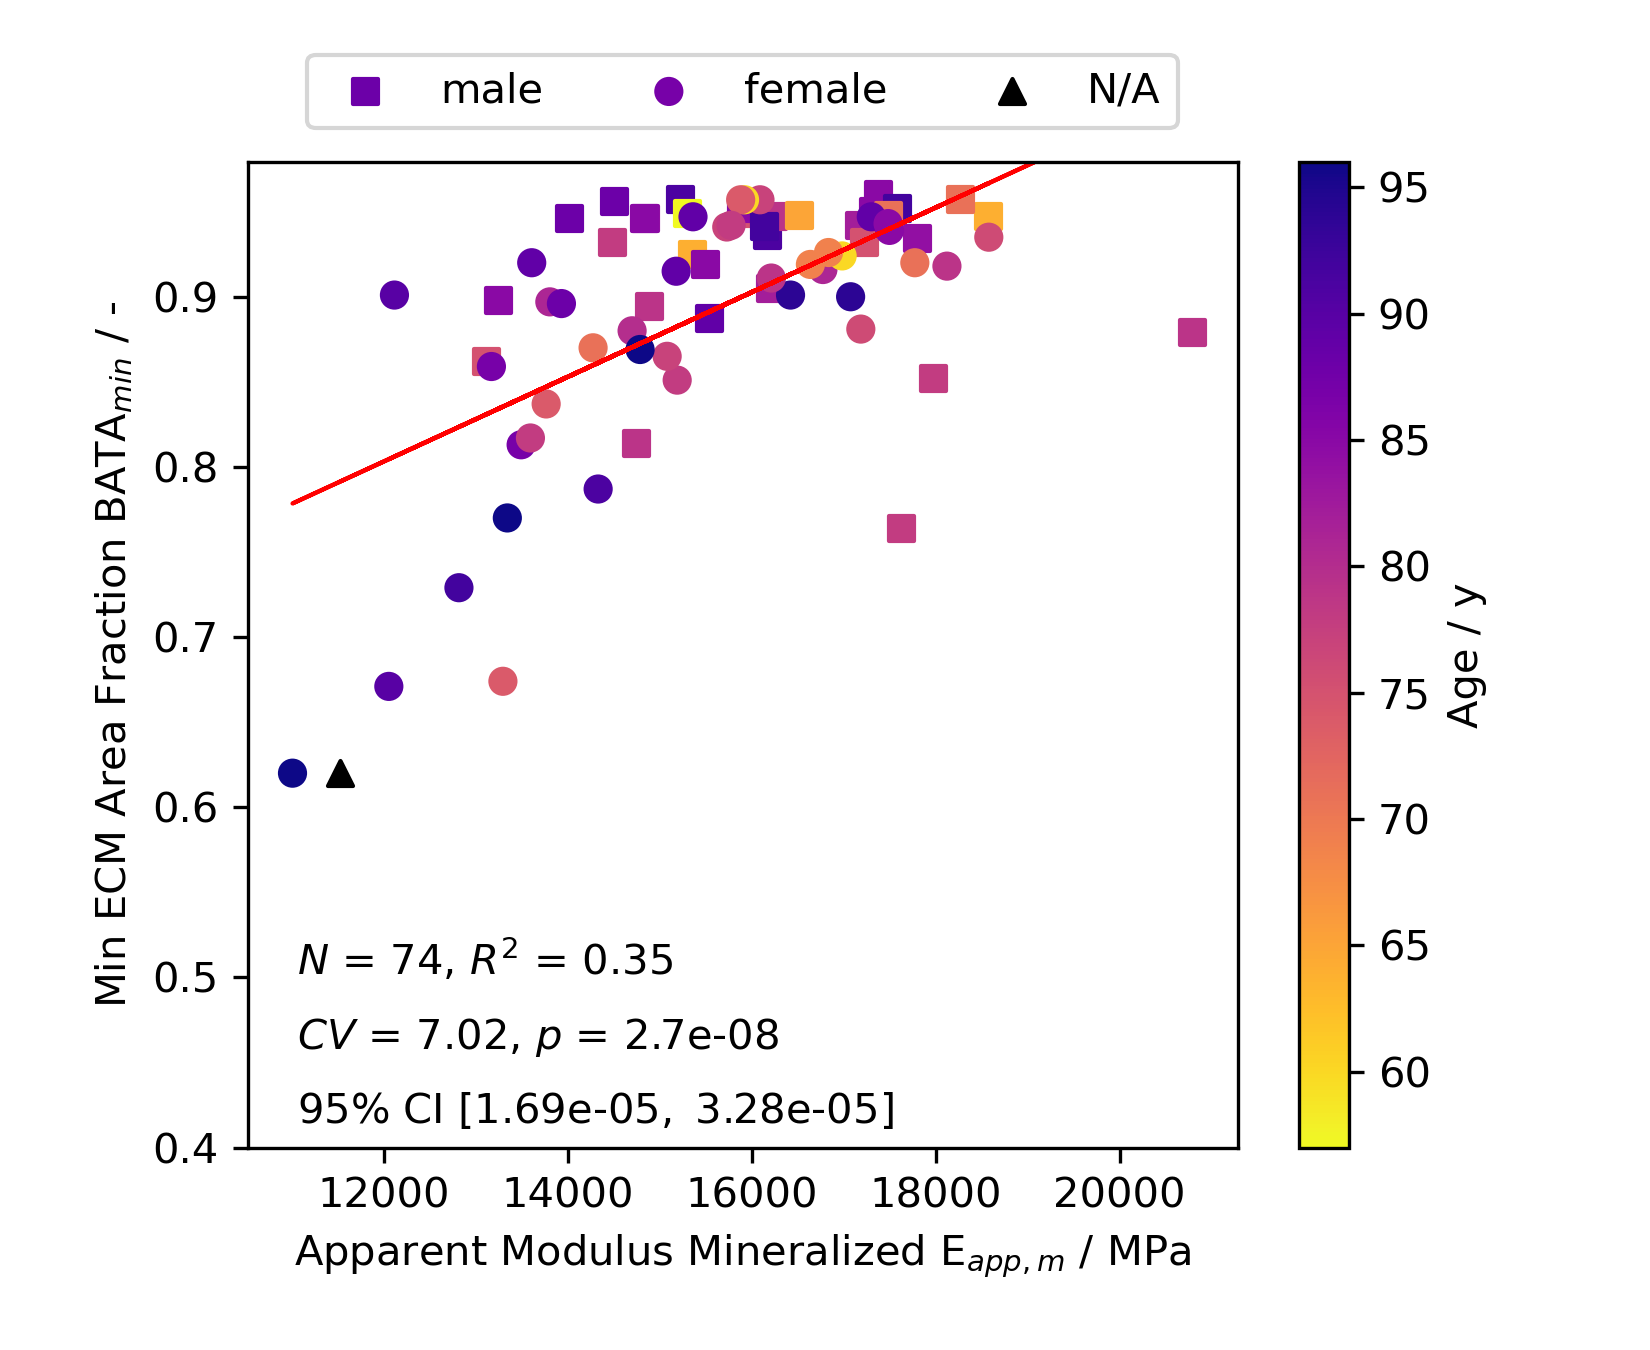 male female N/A
0.9
0.8
0.7
0.6
0.5
0.4
Min ECM Area Fraction BATA_min / -
N = 74, R² = 0.35
CV = 7.02, p = 2.7e-08
95% CI [1.69e-05, 3.28e-05]
12000 14000 16000 18000 20000
Apparent Modulus Mineralized E_app,m / MPa
95
90
85
80
75
70
65
60
Age / y